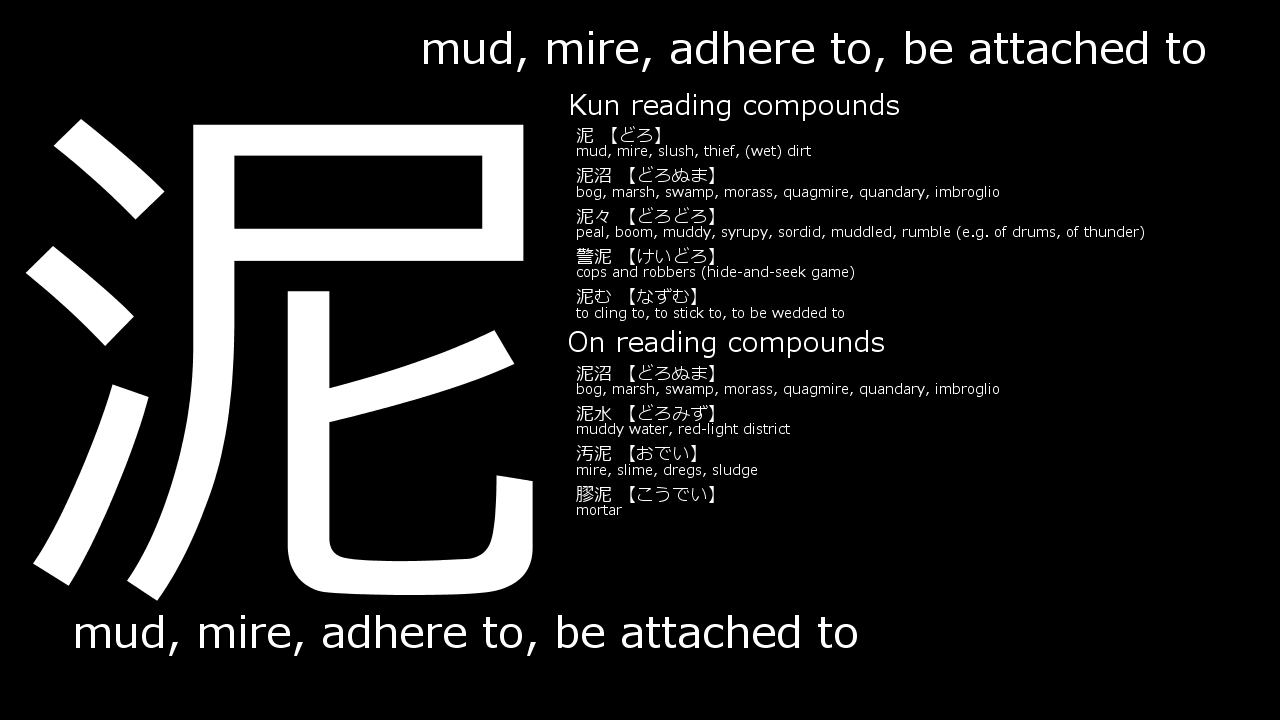 mud, mire, adhere to, be attached to
泥
Kun reading compounds
泥 【どろ】
mud, mire, slush, thief, (wet) dirt
泥沼 【どろぬま】
bog, marsh, swamp, morass, quagmire, quandary, imbroglio
泥々 【どろどろ】
peal, boom, muddy, syrupy, sordid, muddled, rumble (e.g. of drums, of thunder)
警泥 【けいどろ】
cops and robbers (hide-and-seek game)
泥む 【なずむ】
to cling to, to stick to, to be wedded to
On reading compounds
泥沼 【どろぬま】
bog, marsh, swamp, morass, quagmire, quandary, imbroglio
泥水 【どろみず】
muddy water, red-light district
汚泥 【おでい】
mire, slime, dregs, sludge
膠泥 【こうでい】
mortar
mud, mire, adhere to, be attached to